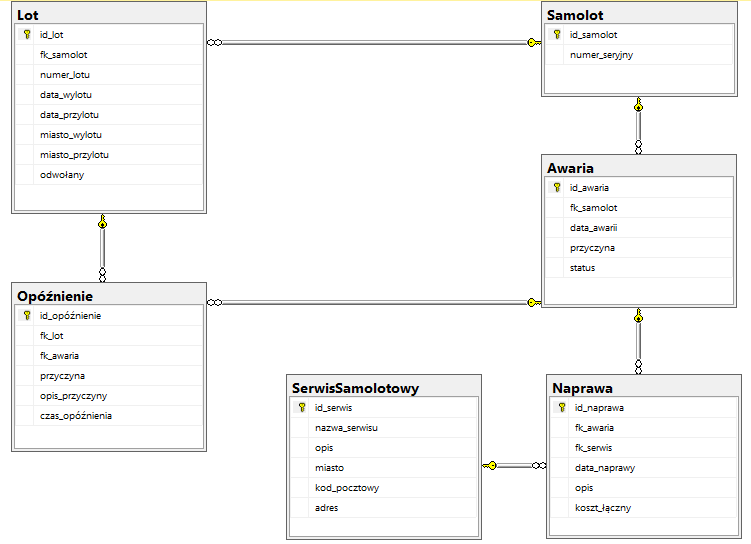 Lot
id_lot
fk_samolot
numer_lotu
data_wylotu
data_przylotu
miasto_wylotu
miasto_przylotu
odwołany
Samolot
id_samolot
numer_seryjny
Awaria
id_awaria
fk_samolot
data_awarii
przyczyna
status
Opóźnienie
id_opóźnienie
fk_lot
fk_awaria
przyczyna
opis_przyczyny
czas_opóźnienia
SerwisSamolotowy
id_serwis
nazwa_serwisu
opis
miasto
kod_pocztowy
adres
Naprawa
id_naprawa
fk_awaria
fk_serwis
data_naprawy
opis
koszt_łączny